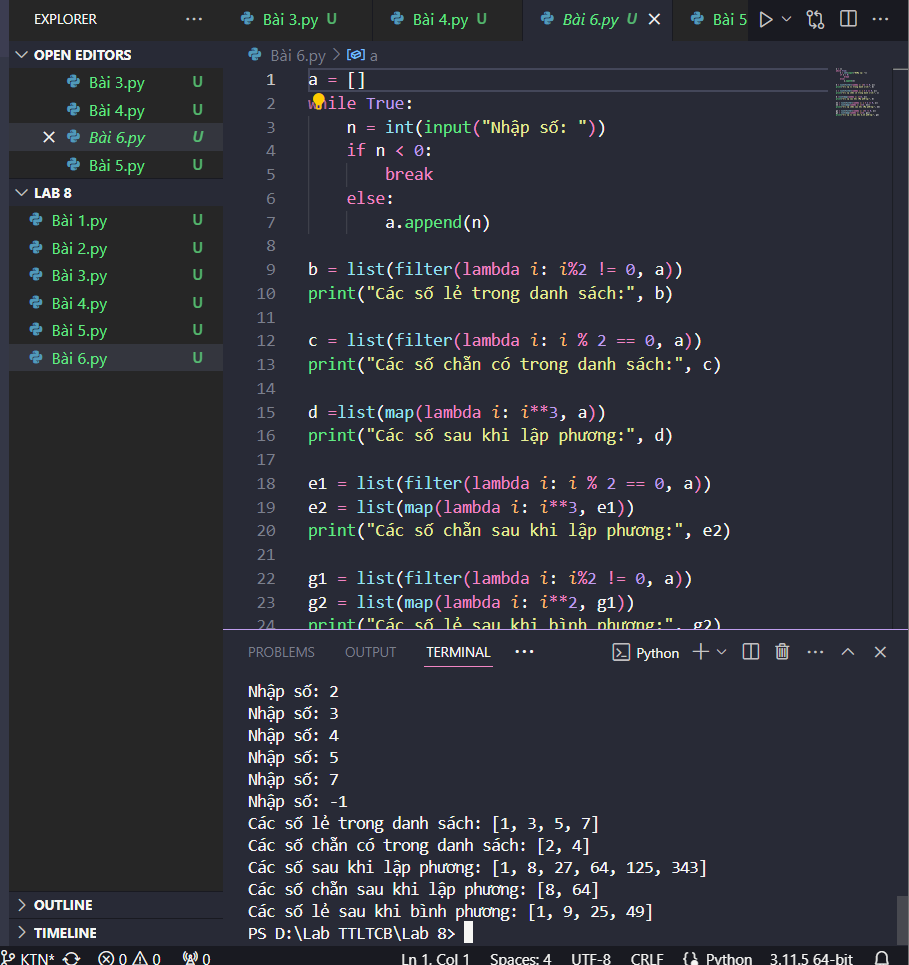 EXPLORER ···
OPEN EDITORS
Bài 3.py U
Bài 4.py U
Bài 6.py U
Bài 5.py U
LAB 8
Bài 1.py U
Bài 2.py U
Bài 3.py U
Bài 4.py U
Bài 5.py U
Bài 6.py U
OUTLINE
TIMELINE
Bài 3.py U Bài 4.py U Bài 6.py U Bài 5 ···
Bài 6.py > a
1 a = []
2 while True:
3 n = int(input("Nhập số: "))
4 if n < 0:
5 break
6 else:
7 a.append(n)
8
9 b = list(filter(lambda i: i%2 != 0, a))
10 print("Các số lẻ trong danh sách:", b)
11
12 c = list(filter(lambda i: i % 2 == 0, a))
13 print("Các số chẵn có trong danh sách:", c)
14
15 d =list(map(lambda i: i**3, a))
16 print("Các số sau khi lập phương:", d)
17
18 e1 = list(filter(lambda i: i % 2 == 0, a))
19 e2 = list(map(lambda i: i**3, e1))
20 print("Các số chẵn sau khi lập phương:", e2)
21
22 g1 = list(filter(lambda i: i%2 != 0, a))
23 g2 = list(map(lambda i: i**2, g1))
24 print("Các số lẻ sau khi bình phương:", g2)
PROBLEMS OUTPUT TERMINAL ··· Python ···
Nhập số: 2
Nhập số: 3
Nhập số: 4
Nhập số: 5
Nhập số: 7
Nhập số: -1
Các số lẻ trong danh sách: [1, 3, 5, 7]
Các số chẵn có trong danh sách: [2, 4]
Các số sau khi lập phương: [1, 8, 27, 64, 125, 343]
Các số chẵn sau khi lập phương: [8, 64]
Các số lẻ sau khi bình phương: [1, 9, 25, 49]
PS D:\Lab TTLTCB\Lab 8>
KTN* 0 0 0 Ln 1, Col 1 Spaces: 4 UTF-8 CRLF Python 3.11.5 64-bit